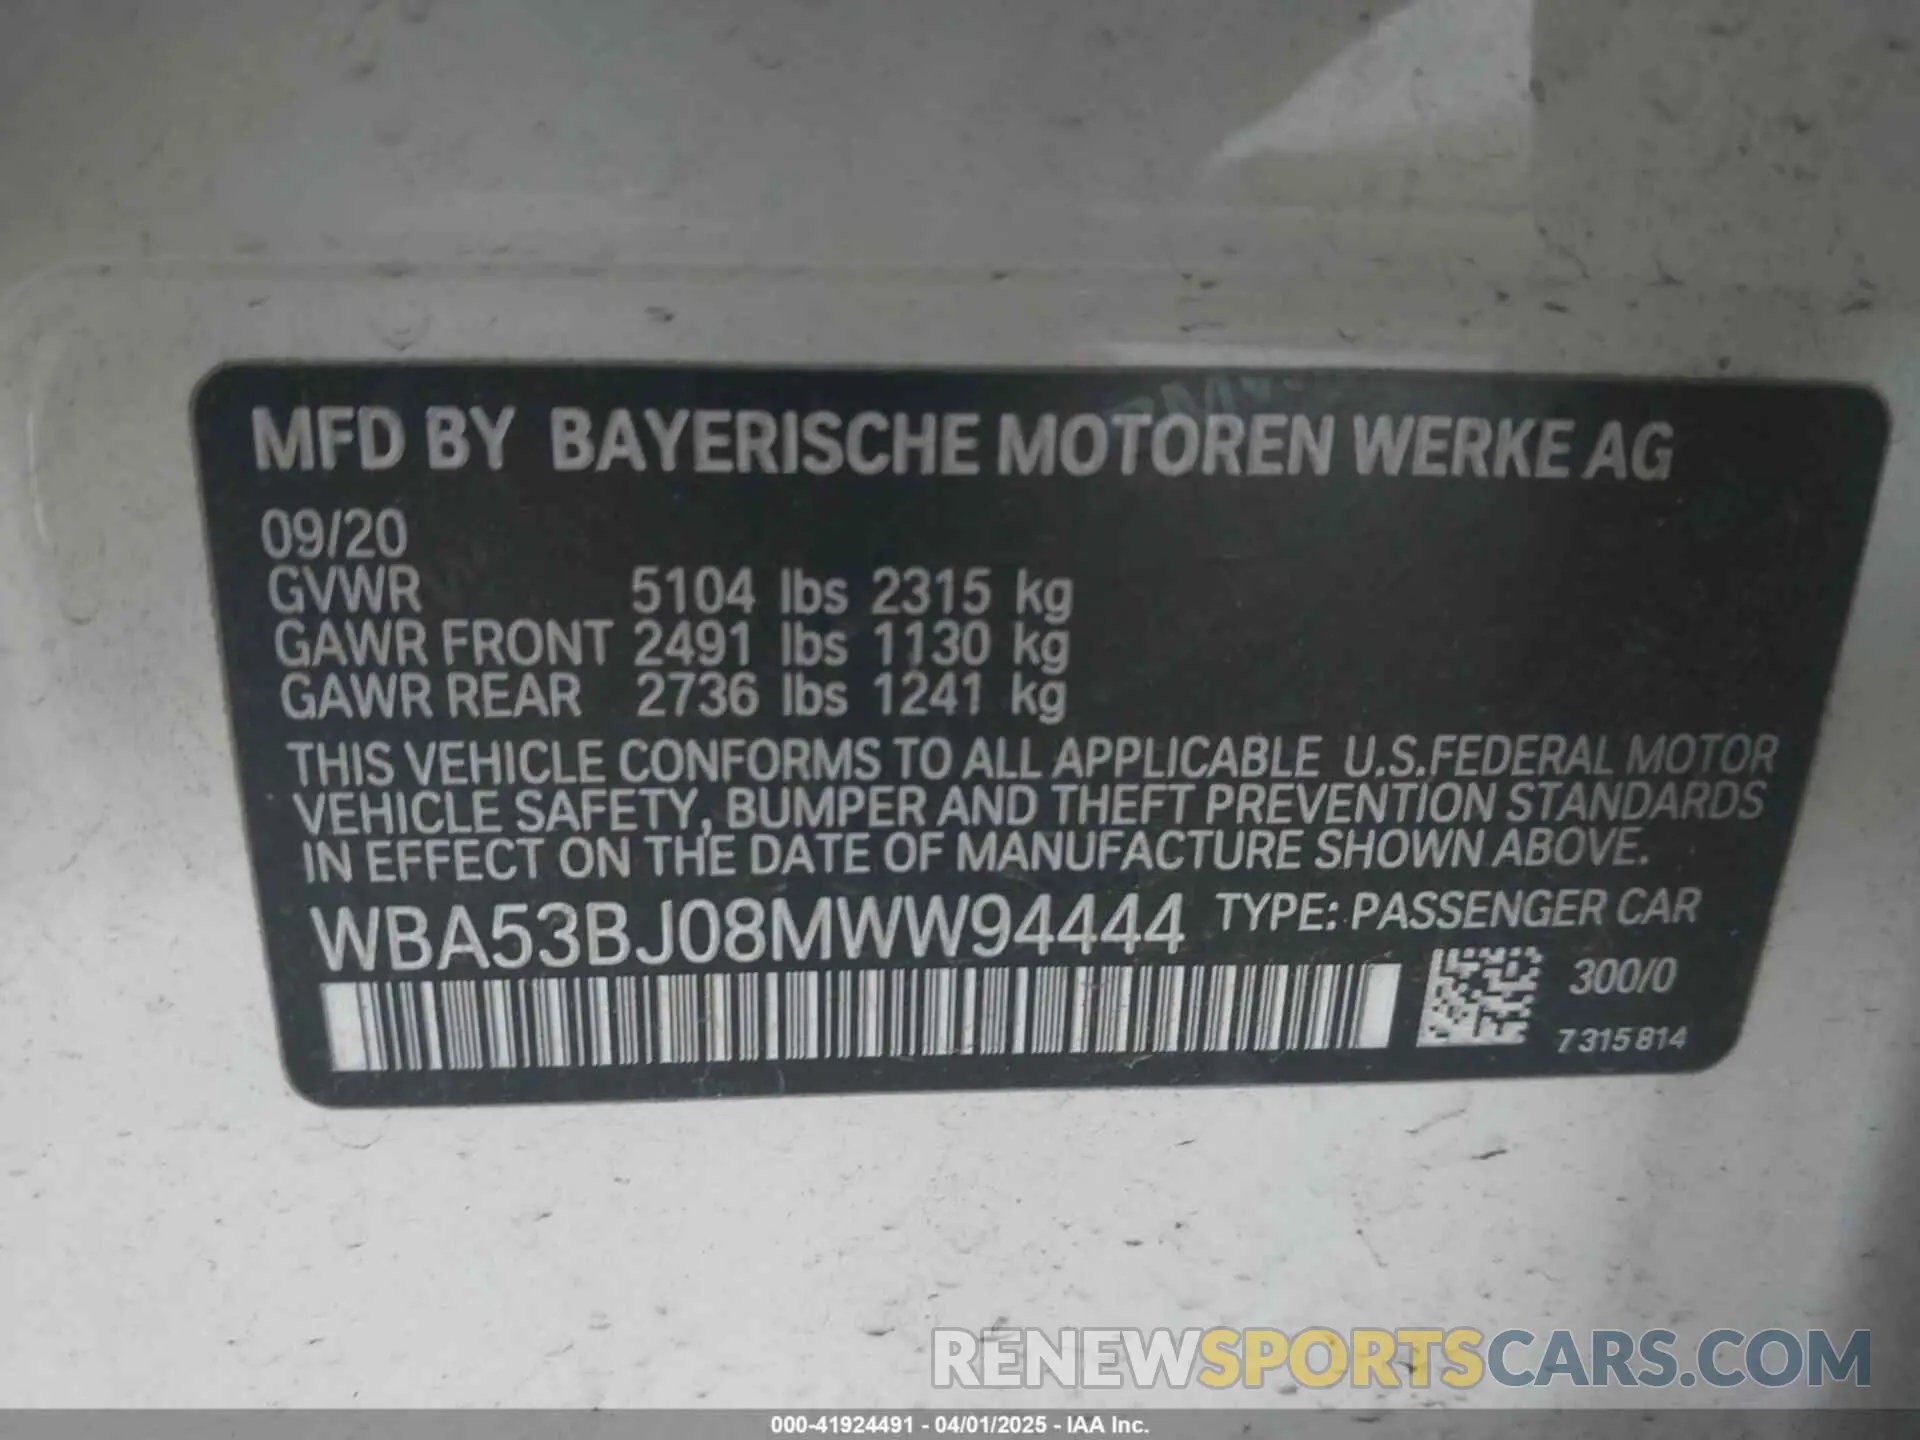 MFD BY BAYERISCHE MOTOREN WERKE AG
09/20
GVWR 5104 lbs 2315 kg
GAWR FRONT 2491 lbs 1130 kg
GAWR REAR 2736 lbs 1241 kg
THIS VEHICLE CONFORMS TO ALL APPLICABLE U.S.FEDERAL MOTOR
VEHICLE SAFETY, BUMPER AND THEFT PREVENTION STANDARDS
IN EFFECT ON THE DATE OF MANUFACTURE SHOWN ABOVE.
WBA53BJ08MWW94444 TYPE: PASSENGER CAR
300/0
7315814
RENEWSPORTSCARS.COM
000-41924491 - 04/01/2025 - IAA Inc.